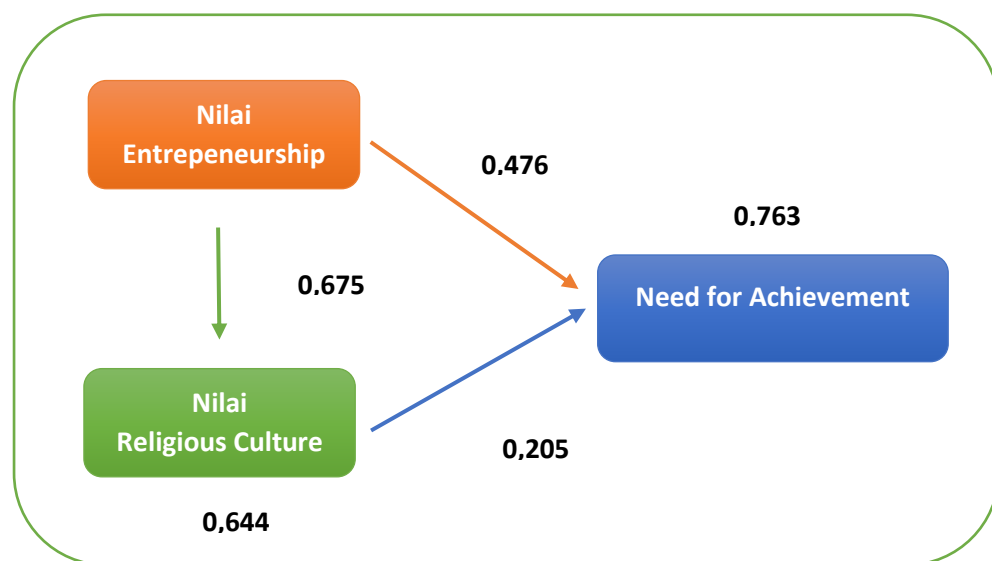 Nilai
Entrepeneurship
0,476
0,763
0,675
Need for Achievement
Nilai
Religious Culture
0,205
0,644